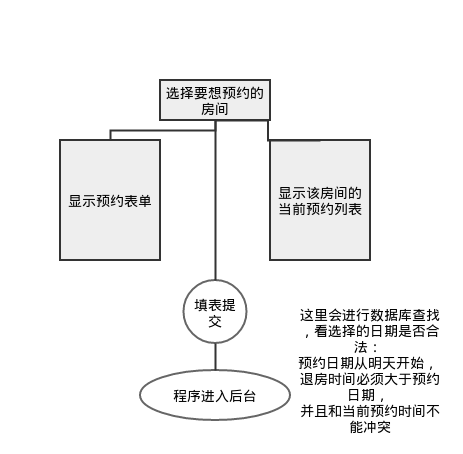 选择要想预约的
房间
显示预约表单
显示该房间的
当前预约列表
填表提
交
程序进入后台
这里会进行数据库查找
，看选择的日期是否合
法：
预约日期从明天开始，
退房时间必须大于预约
日期，
并且和当前预约时间不
能冲突